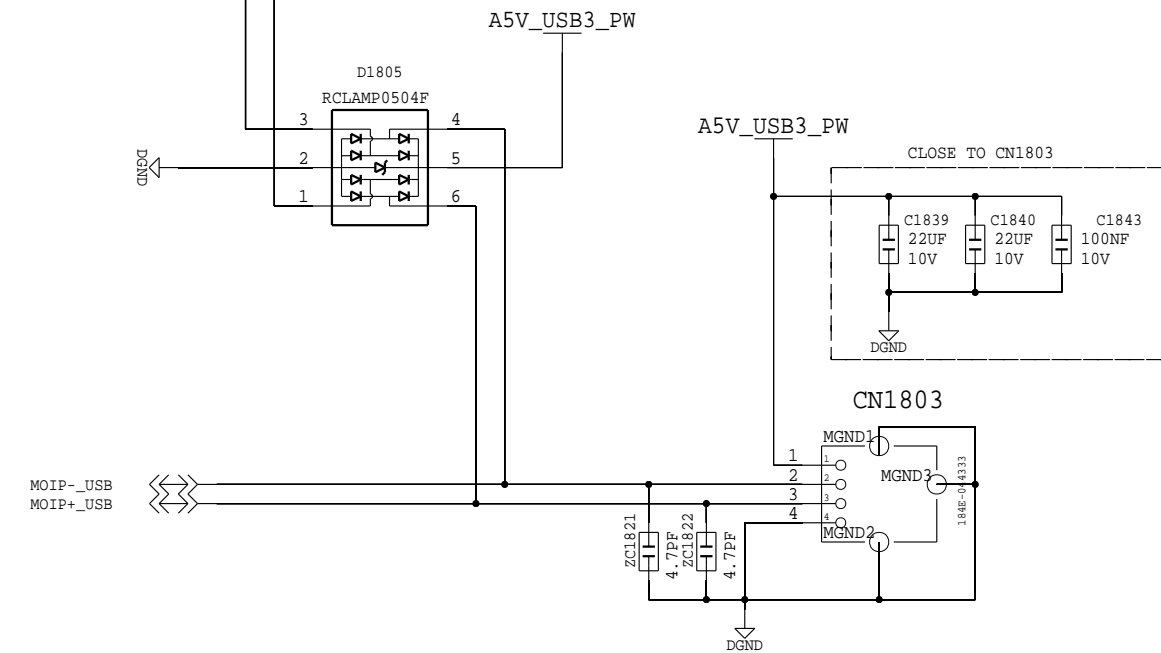 A5V_USB3_PW
D1805
RCLAMP0504F
3
4
2
5
1
6
DGND
A5V_USB3_PW
CLOSE TO CN1803
C1839
22UF
10V
C1840
22UF
10V
C1843
100NF
10V
DGND
CN1803
MGND1
MGND3
MGND2
1
2
3
4
1
2
3
4
MOIP-_USB
MOIP+_USB
ZC1821
4.7PF
ZC1822
4.7PF
DGND